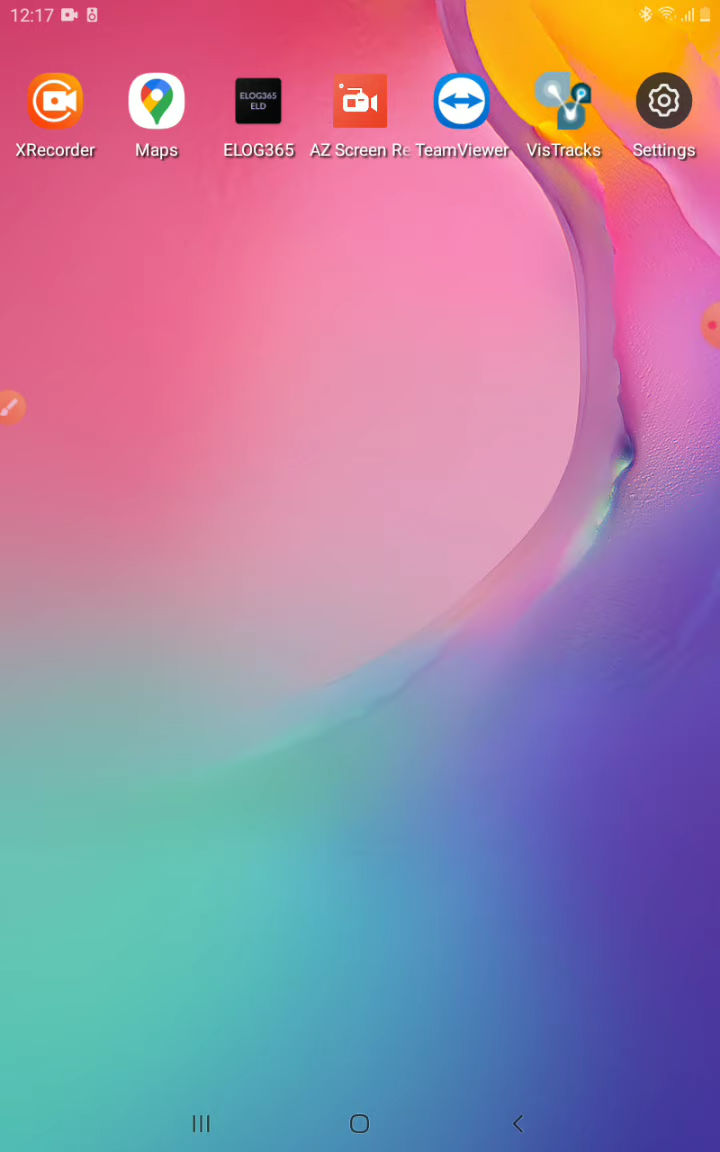 12:17
ELOG365
ELD
XRecorder Maps ELOG365 AZ Screen Re TeamViewer VisTracks Settings